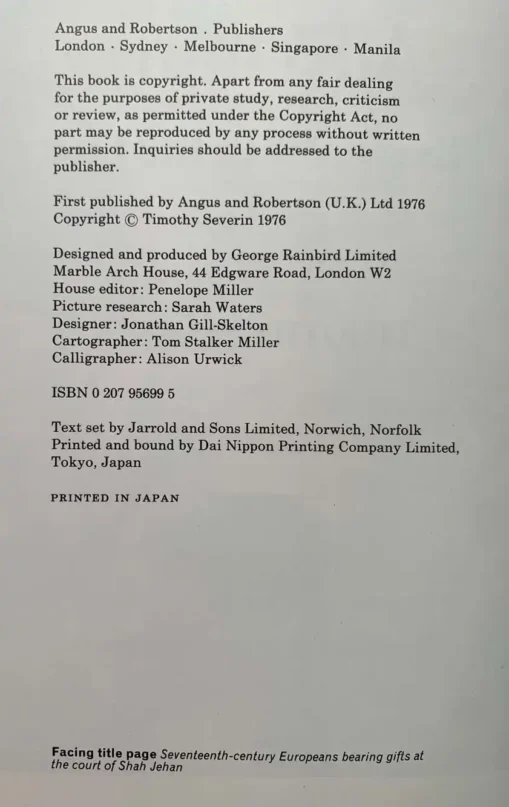 Angus and Robertson . Publishers
London · Sydney · Melbourne · Singapore · Manila
This book is copyright. Apart from any fair dealing
for the purposes of private study, research, criticism
or review, as permitted under the Copyright Act, no
part may be reproduced by any process without written
permission. Inquiries should be addressed to the
publisher.
First published by Angus and Robertson (U.K.) Ltd 1976
Copyright © Timothy Severin 1976
Designed and produced by George Rainbird Limited
Marble Arch House, 44 Edgware Road, London W2
House editor: Penelope Miller
Picture research: Sarah Waters
Designer: Jonathan Gill-Skelton
Cartographer: Tom Stalker Miller
Calligrapher: Alison Urwick
ISBN 0 207 95699 5
Text set by Jarrold and Sons Limited, Norwich, Norfolk
Printed and bound by Dai Nippon Printing Company Limited,
Tokyo, Japan
PRINTED IN JAPAN
Facing title page Seventeenth-century Europeans bearing gifts at
the court of Shah Jehan